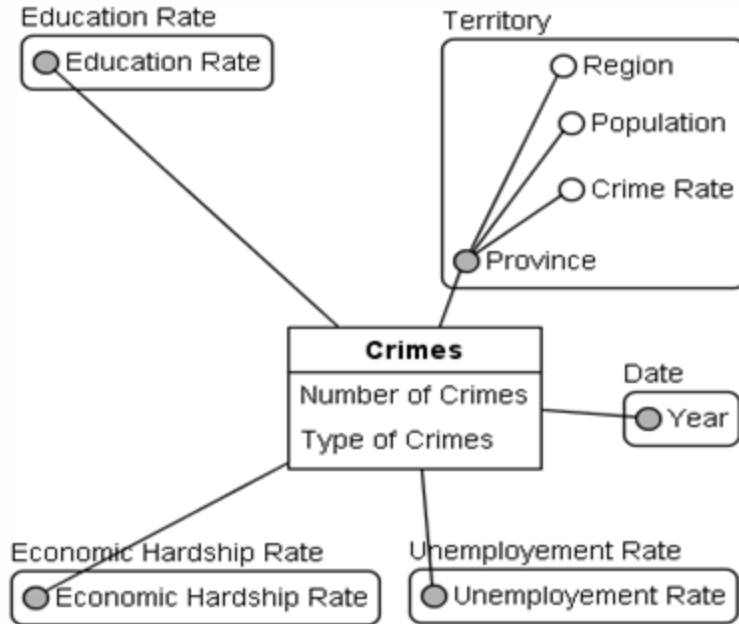 Education Rate
Education Rate
Territory
Region
Population
Crime Rate
Province
Crimes
Number of Crimes
Type of Crimes
Date
Year
Economic Hardship Rate
Economic Hardship Rate
Unemployement Rate
Unemployement Rate